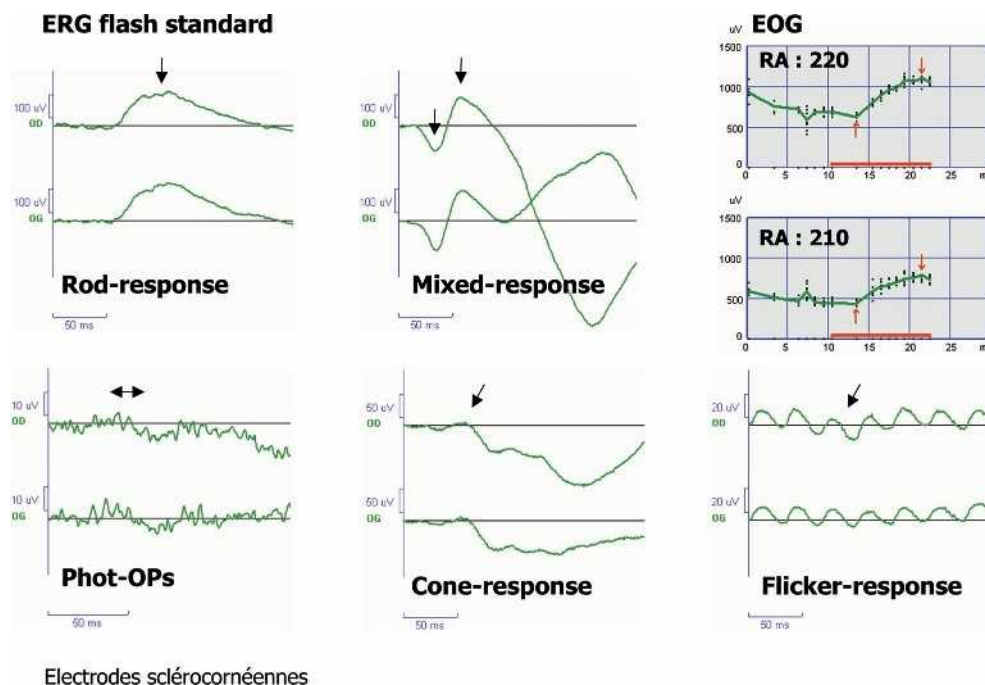 ERG flash standard
EOG
100 uV
OD
100 uV
OG
Rod-response
50 ms
100 uV
OD
100 uV
OG
Mixed-response
50 ms
uV
1500
1000
500
0
RA : 220
0 5 10 15 20
uV
1500
1000
500
0
RA : 210
0 5 10 15 20
10 uV
OD
10 uV
OG
Phot-OPs
50 ms
50 uV
OD
50 uV
OG
Cone-response
50 ms
20 uV
OD
20 uV
OG
Flicker-response
50 ms
Electrodes sclérocornéennes